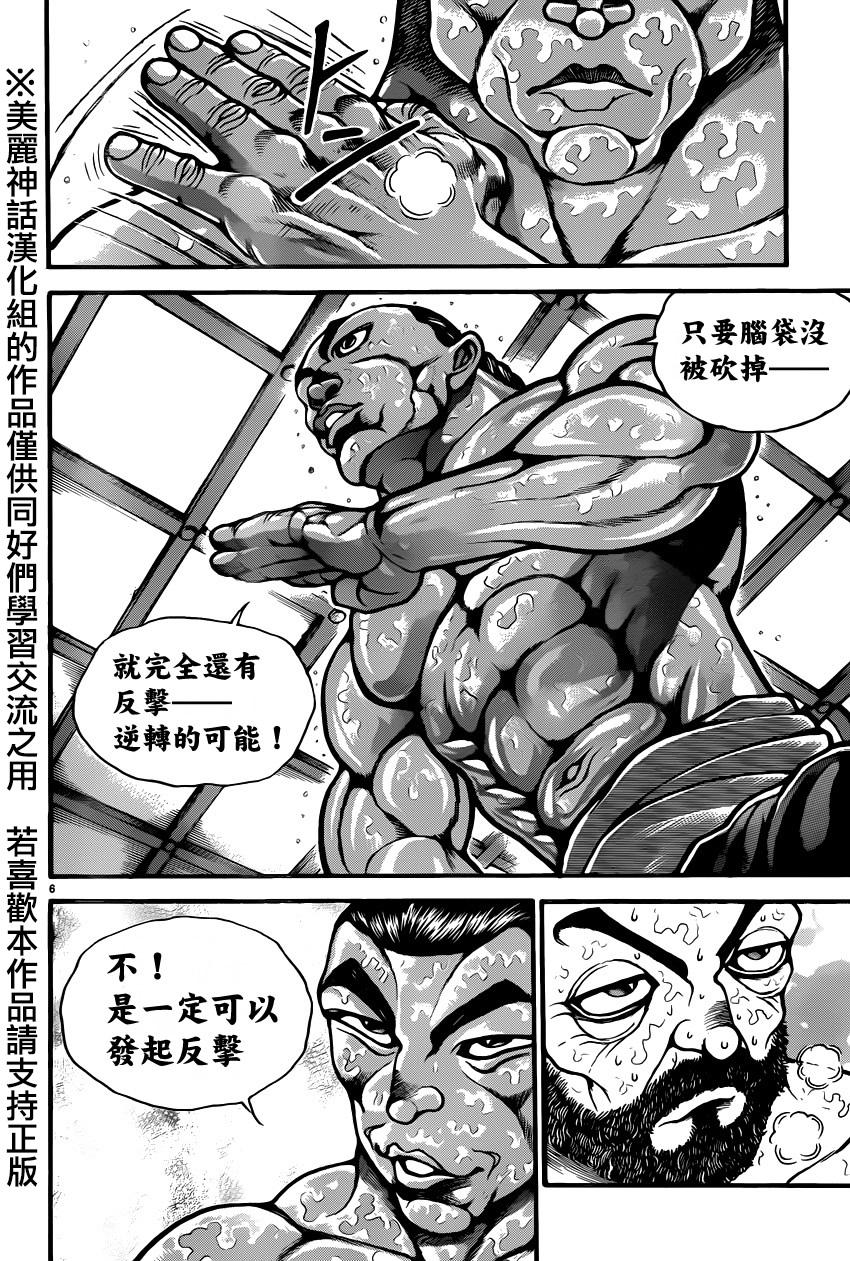 ※美麗神話漢化組的作品僅供同好們學習交流之用　若喜歡本作品請支持正版
ドーン
只要腦袋沒
被砍掉——
就完全還有
反擊——
逆轉的可能！
6
不！
是一定可以
發起反擊